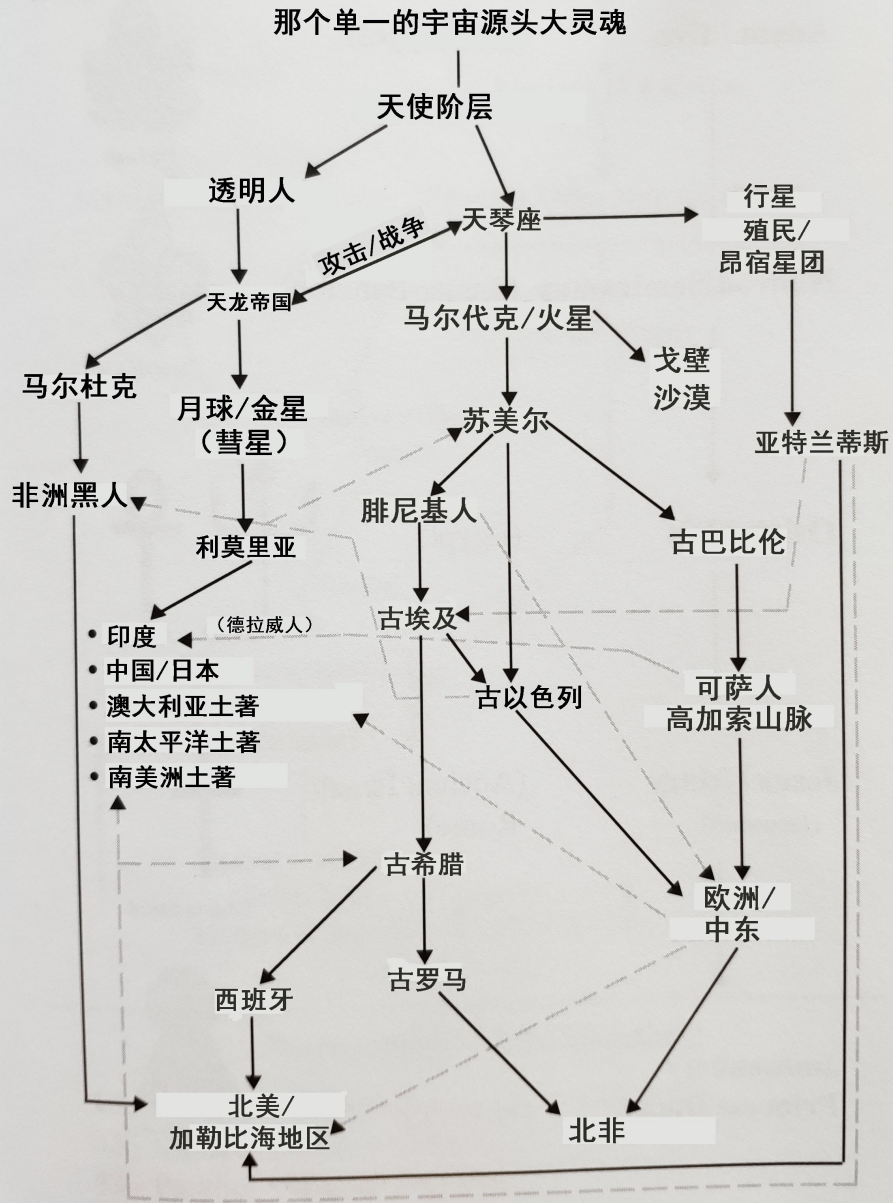 那个单一的宇宙源头大灵魂
天使阶层
透明人
天琴座
行星
殖民/
昂宿星团
攻击/战争
天龙帝国
马尔代克/火星
戈壁
沙漠
马尔杜克
月球/金星
（彗星）
苏美尔
亚特兰蒂斯
非洲黑人
腓尼基人
利莫里亚
古巴比伦
古埃及
（德拉威人）
• 印度
• 中国/日本
• 澳大利亚土著
• 南太平洋土著
• 南美洲土著
古以色列
可萨人
高加索山脉
古希腊
欧洲/
中东
西班牙
古罗马
北美/
加勒比海地区
北非